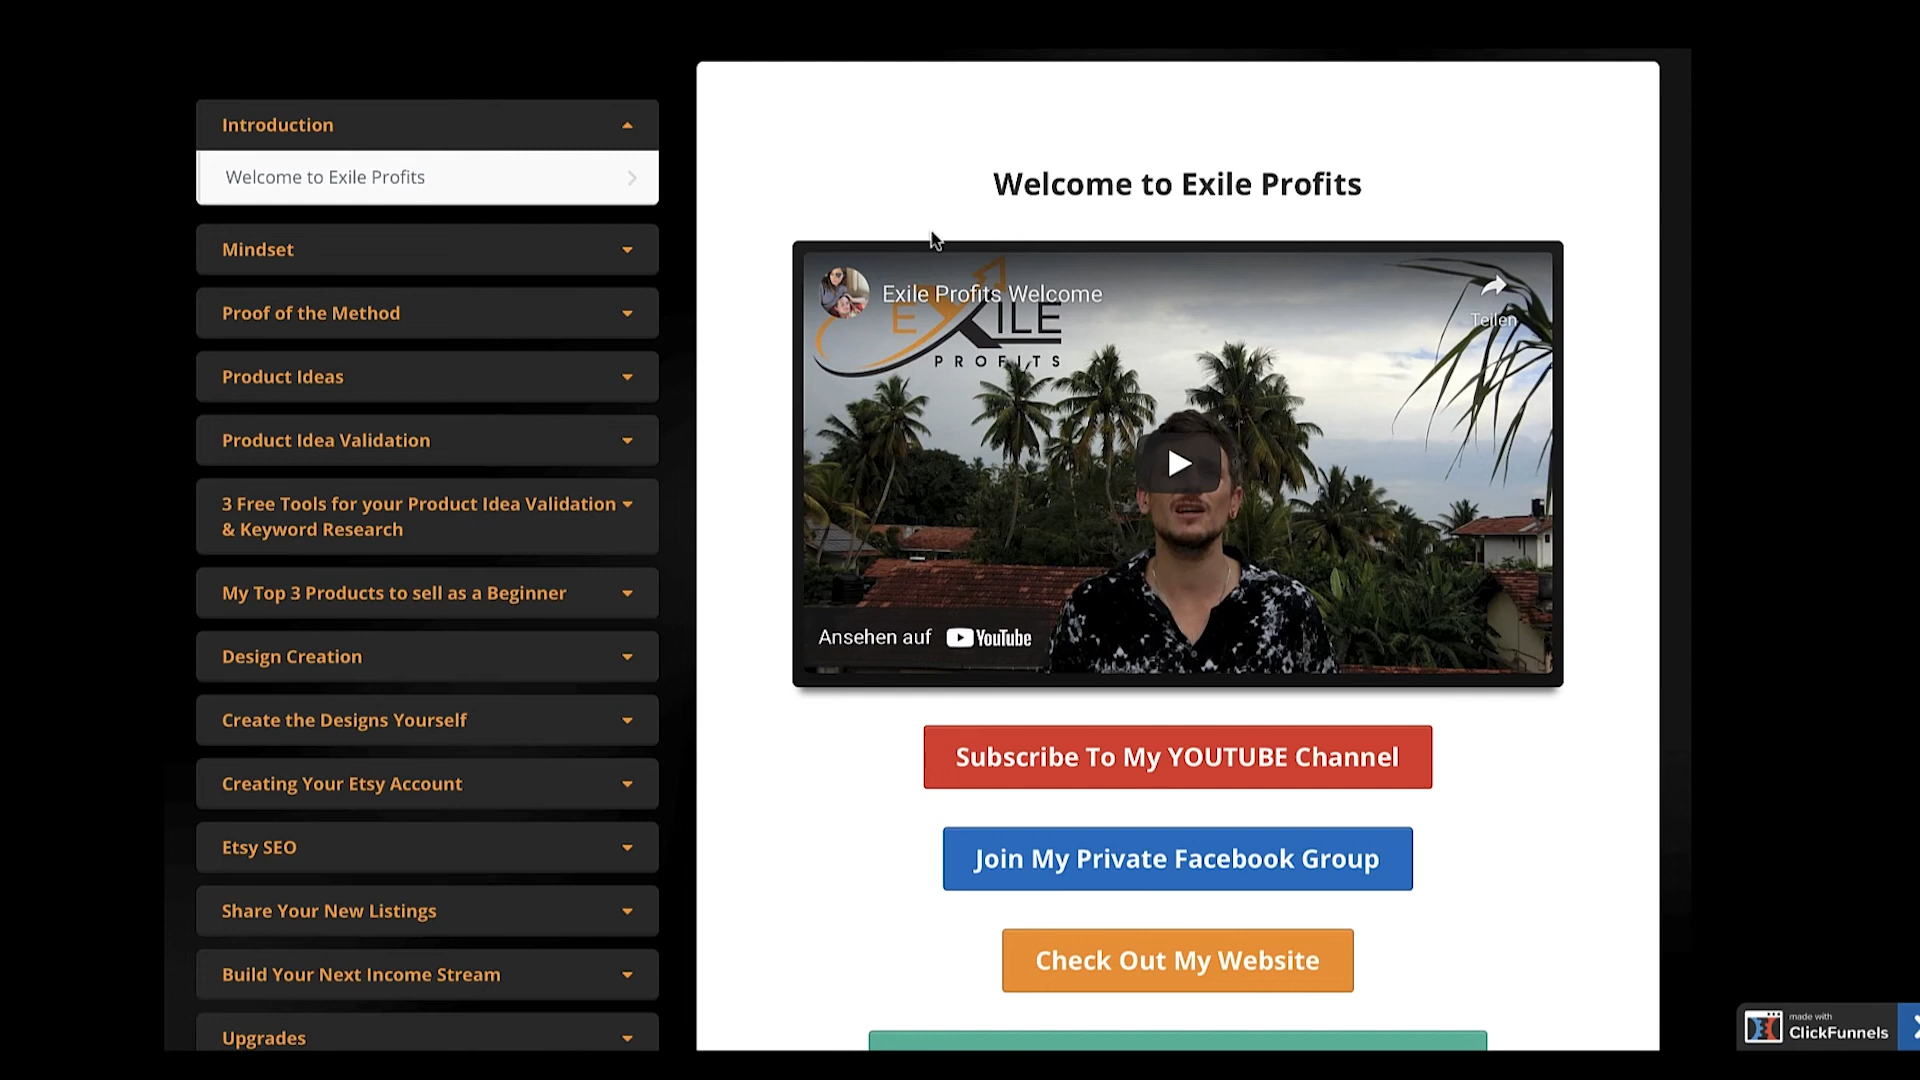 Introduction
Welcome to Exile Profits
Mindset
Proof of the Method
Product Ideas
Product Idea Validation
3 Free Tools for your Product Idea Validation
& Keyword Research
My Top 3 Products to sell as a Beginner
Design Creation
Create the Designs Yourself
Creating Your Etsy Account
Etsy SEO
Share Your New Listings
Build Your Next Income Stream
Upgrades
Welcome to Exile Profits
Exile Profits Welcome
EXILE
PROFITS
Teilen
Ansehen auf YouTube
Subscribe To My YOUTUBE Channel
Join My Private Facebook Group
Check Out My Website
made with
ClickFunnels